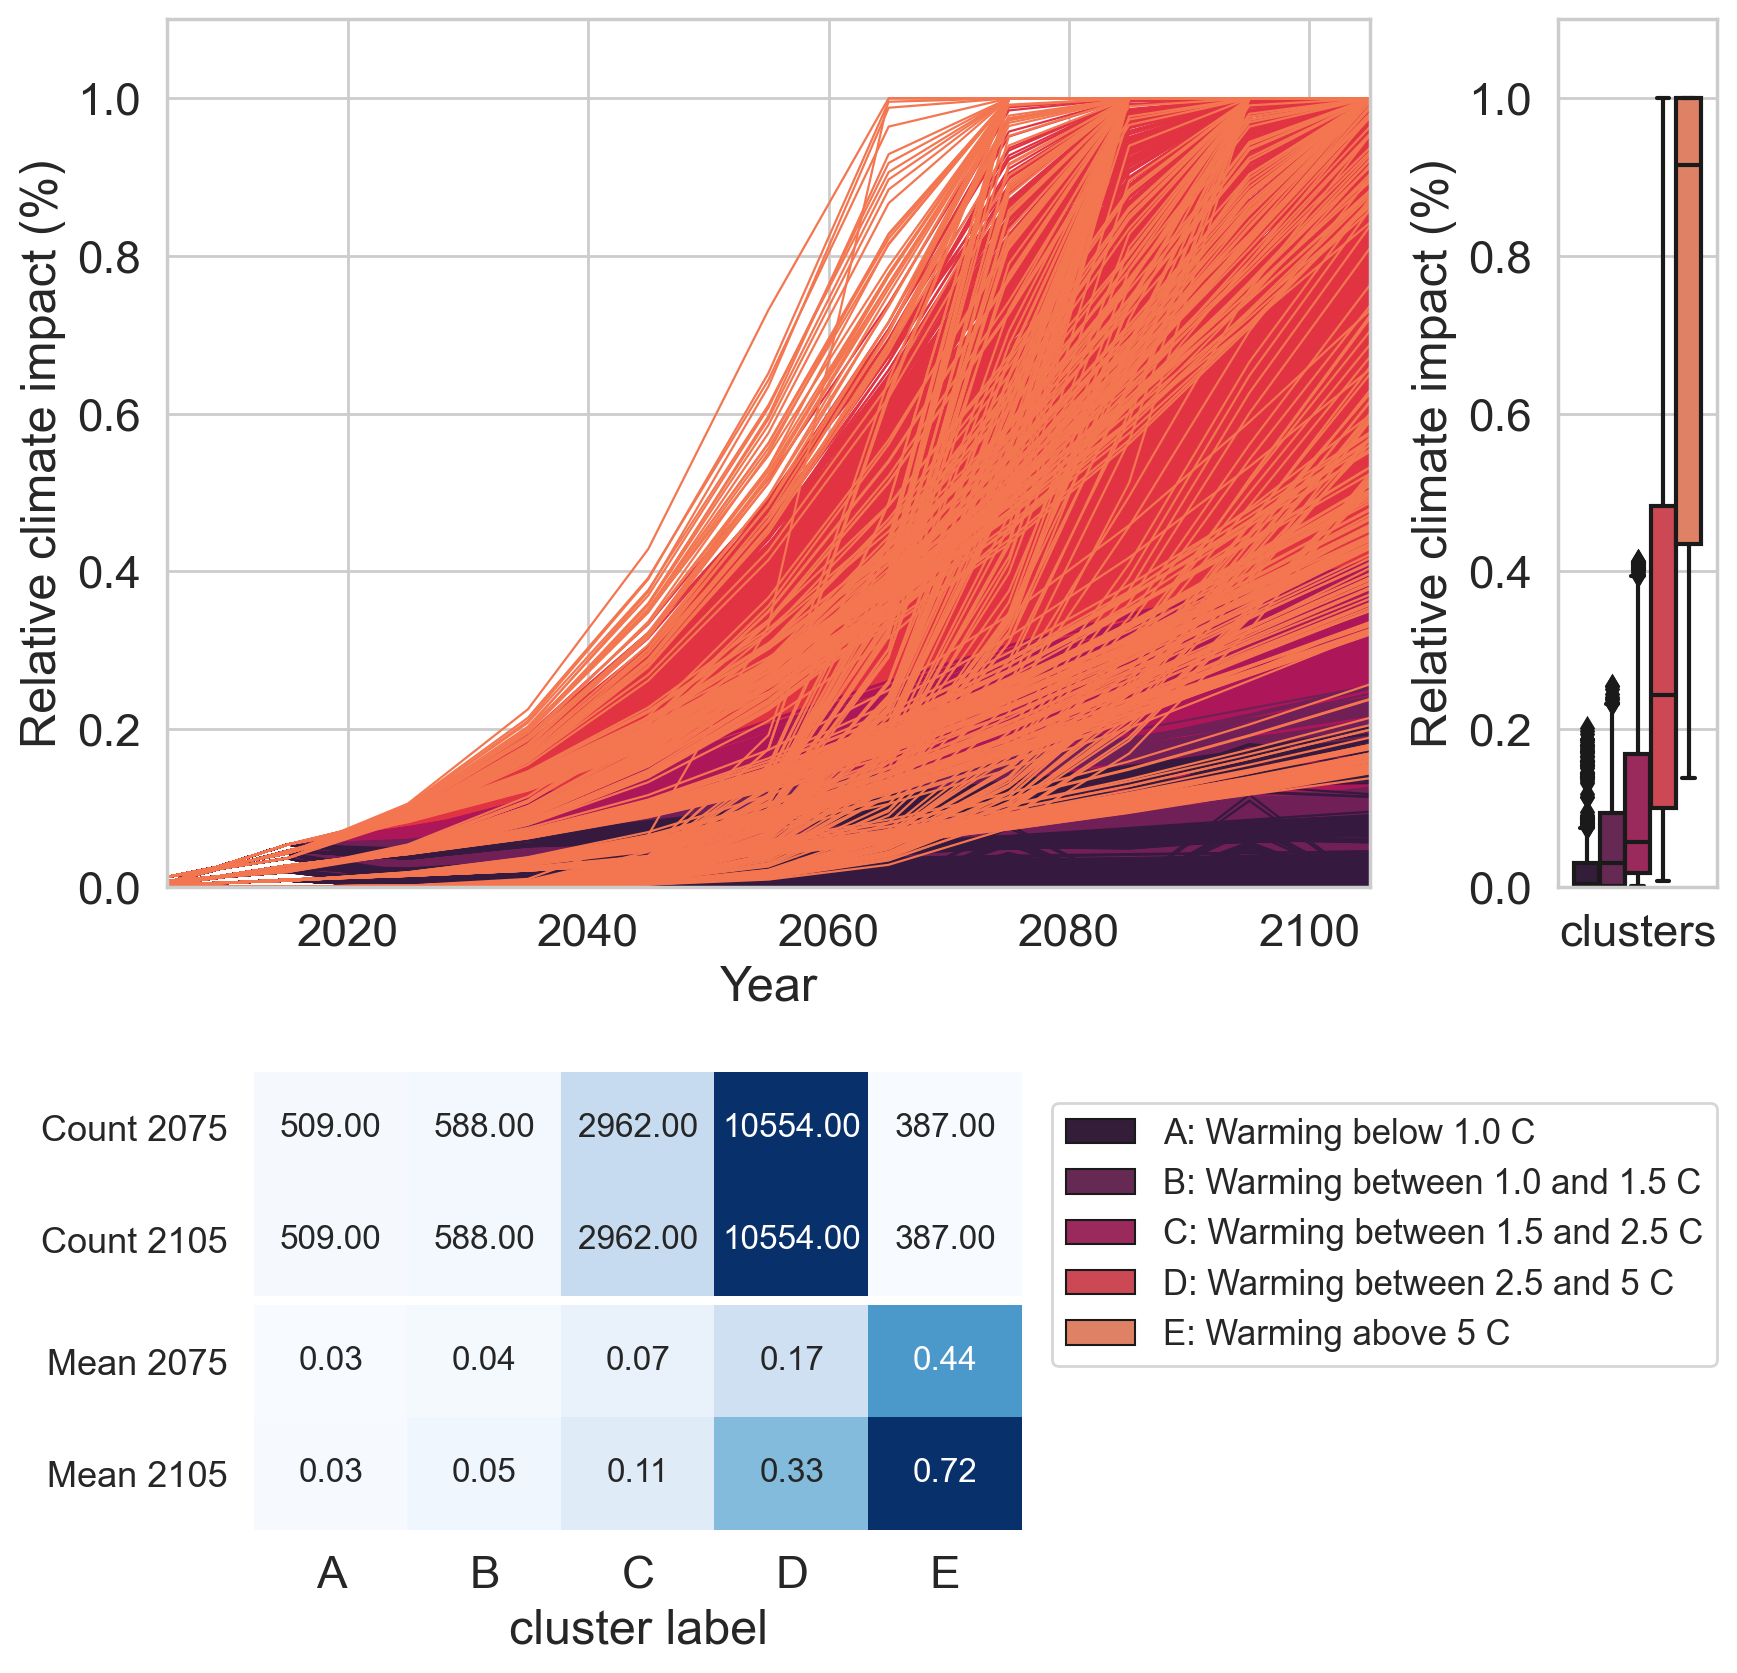 Relative climate impact (%)
1.0
0.8
0.6
0.4
0.2
0.0
2020 2040 2060 2080 2100
Year
Relative climate impact (%)
1.0
0.8
0.6
0.4
0.2
0.0
clusters
Count 2075 509.00 588.00 2962.00 10554.00 387.00
Count 2105 509.00 588.00 2962.00 10554.00 387.00
Mean 2075 0.03 0.04 0.07 0.17 0.44
Mean 2105 0.03 0.05 0.11 0.33 0.72
A B C D E
cluster label
A: Warming below 1.0 C
B: Warming between 1.0 and 1.5 C
C: Warming between 1.5 and 2.5 C
D: Warming between 2.5 and 5 C
E: Warming above 5 C